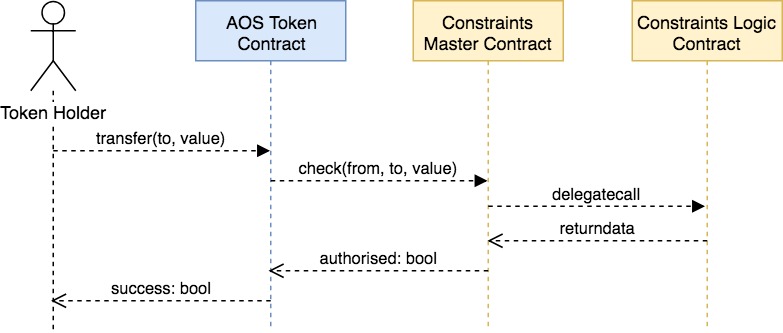 AOS Token
Contract
Constraints
Master Contract
Constraints Logic
Contract
Token Holder
transfer(to, value)
check(from, to, value)
delegatecall
returndata
authorised: bool
success: bool